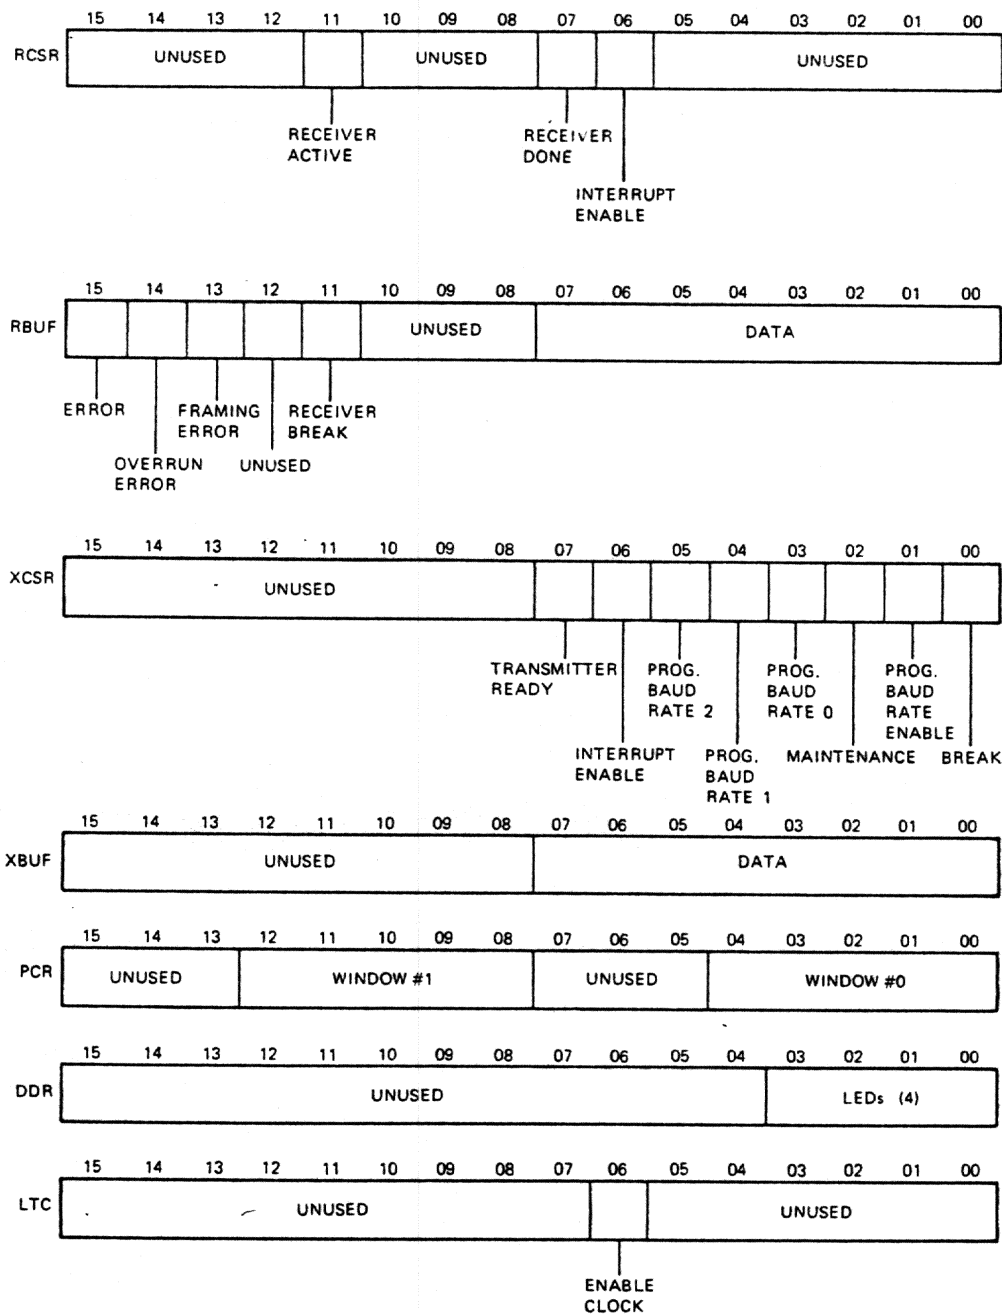 15 14 13 12 11 10 09 08 07 06 05 04 03 02 01 00
RCSR UNUSED UNUSED UNUSED
RECEIVER ACTIVE
RECEIVER DONE
INTERRUPT ENABLE
15 14 13 12 11 10 09 08 07 06 05 04 03 02 01 00
RBUF UNUSED DATA
ERROR
FRAMING ERROR
RECEIVER BREAK
OVERRUN ERROR
UNUSED
15 14 13 12 11 10 09 08 07 06 05 04 03 02 01 00
XCSR UNUSED
TRANSMITTER READY
PROG. BAUD RATE 2
PROG. BAUD RATE 0
PROG. BAUD RATE ENABLE
INTERRUPT ENABLE
PROG. BAUD RATE 1
MAINTENANCE
BREAK
15 14 13 12 11 10 09 08 07 06 05 04 03 02 01 00
XBUF UNUSED DATA
15 14 13 12 11 10 09 08 07 06 05 04 03 02 01 00
PCR UNUSED WINDOW #1 UNUSED WINDOW #0
15 14 13 12 11 10 09 08 07 06 05 04 03 02 01 00
DDR UNUSED LEDs (4)
15 14 13 12 11 10 09 08 07 06 05 04 03 02 01 00
LTC UNUSED UNUSED
ENABLE CLOCK